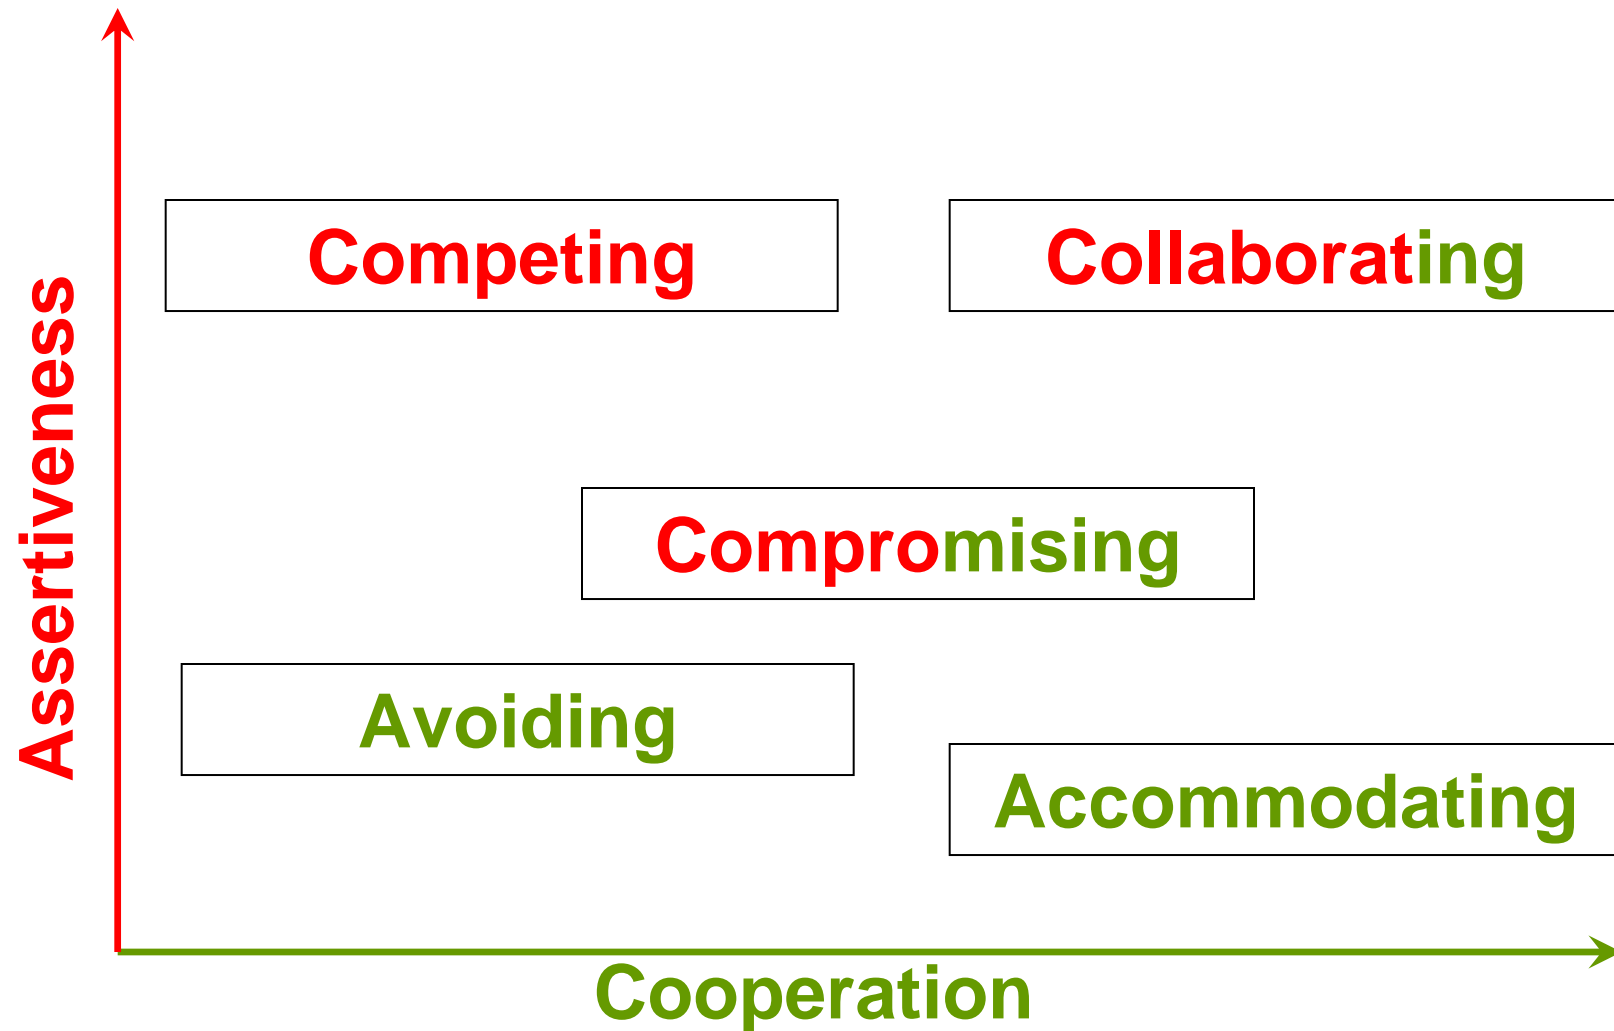 Assertiveness
Competing
Collaborating
Compromising
Avoiding
Accommodating
Cooperation